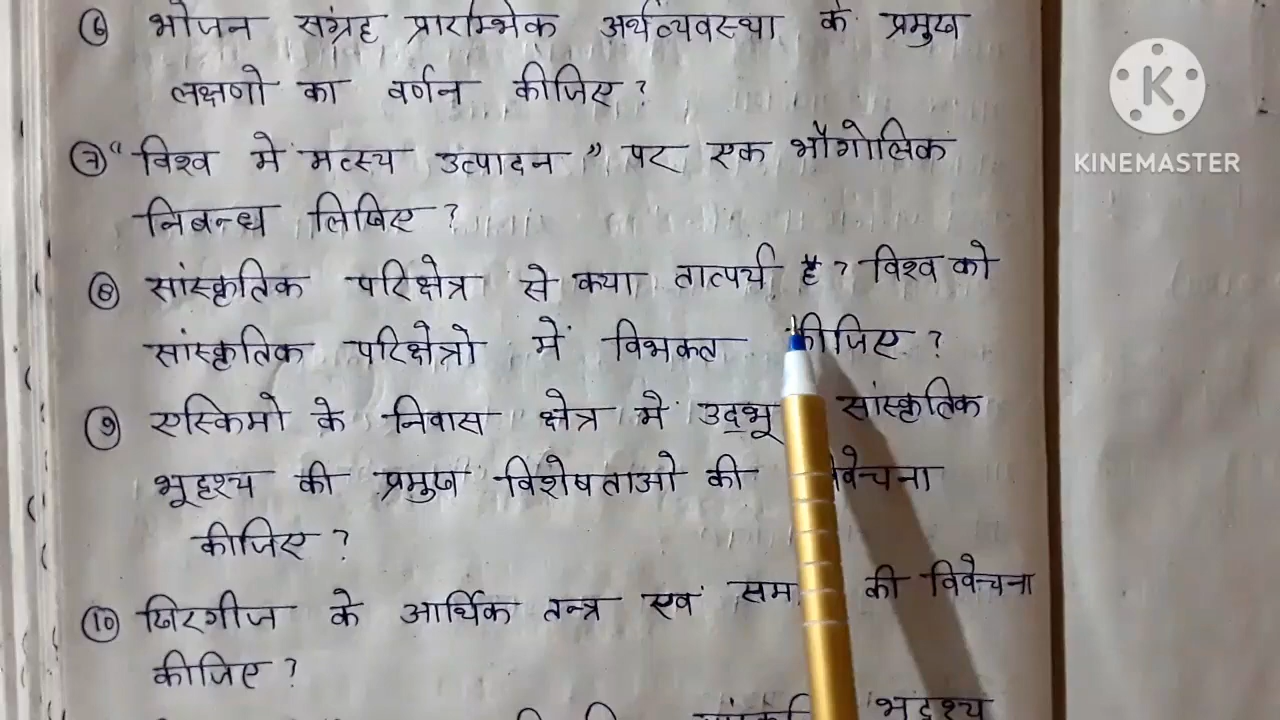 ⑥ भोजन संग्रह प्रारम्भिक अर्थव्यवस्था के प्रमुख
लक्षणो का वर्णन कीजिए ?
⑦ "विश्व में मत्स्य उत्पादन" पर एक भौगोलिक
निबन्ध लिखिए ?
⑧ सांस्कृतिक परिक्षेत्र से क्या तात्पर्य है ? विश्व को
सांस्कृतिक परिक्षेत्रो में विभक्त कीजिए ?
⑨ एस्किमो के निवास क्षेत्र मे सांस्कृतिक
भूदृश्य की प्रमुख विशेषताओ की
कीजिए ?
⑩ खिरगीज के आर्थिक तन्त्र एवं की विवेचना
कीजिए ?
भूदृश्य
K
KINEMASTER